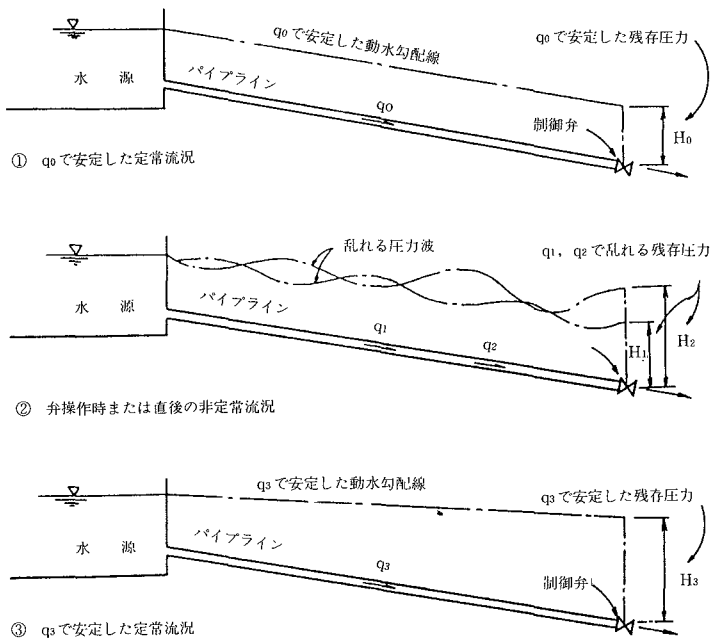 q0で安定した動水勾配線
q0で安定した残存圧力
水 源
パイプライン
q0
制御弁
H0
① q0で安定した定常流況
乱れる圧力波
q1, q2で乱れる残存圧力
水 源
パイプライン
q1
q2
H1
H2
② 弁操作時または直後の非定常流況
q3で安定した動水勾配線
q3で安定した残存圧力
水 源
パイプライン
q3
制御弁
H3
③ q3で安定した定常流況